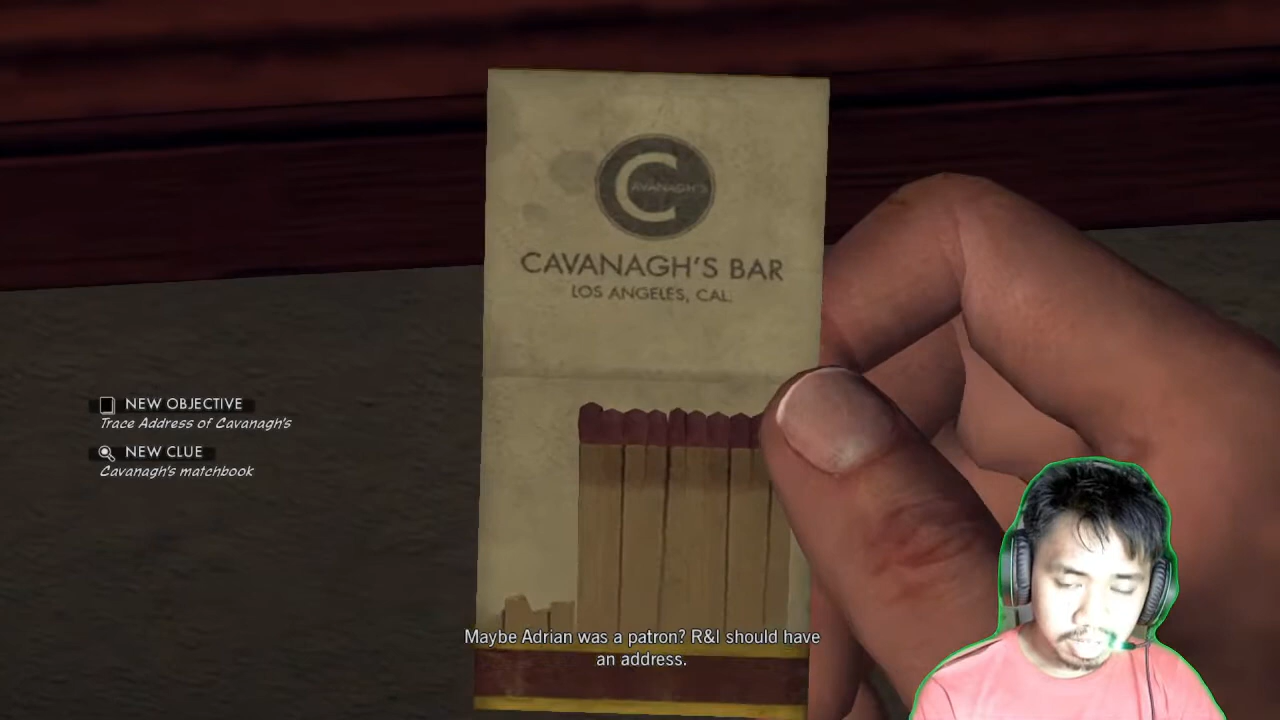 CAVANAGH'S
CAVANAGH'S BAR
LOS ANGELES, CAL.
NEW OBJECTIVE
Trace Address of Cavanagh's
NEW CLUE
Cavanagh's matchbook
Maybe Adrian was a patron? R&I should have
an address.